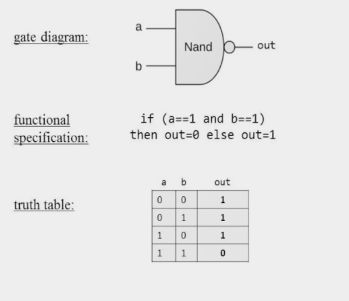 gate diagram:
a
b
Nand
out
functional
specification:
if (a==1 and b==1)
then out=0 else out=1
truth table:
a b out
0 0 1
0 1 1
1 0 1
1 1 0